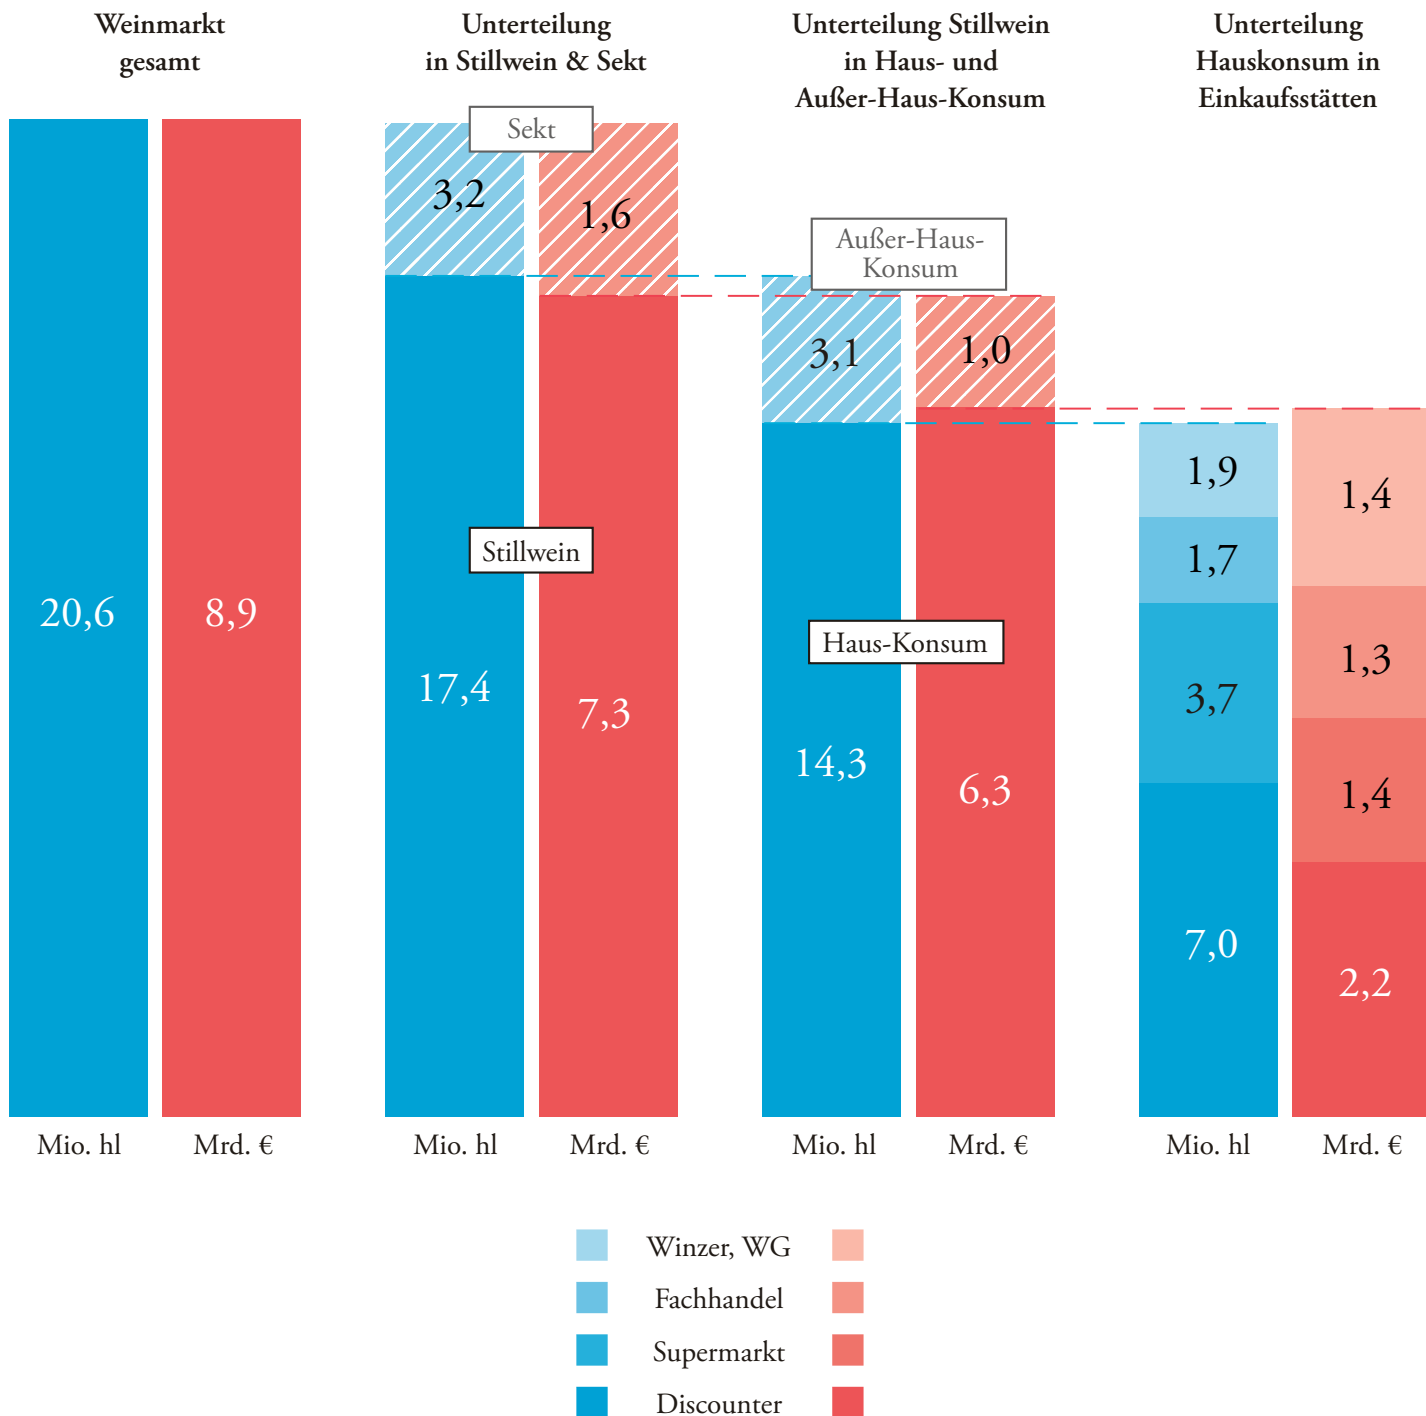 Weinmarkt
gesamt
Unterteilung
in Stillwein & Sekt
Unterteilung Stillwein
in Haus- und
Außer-Haus-Konsum
Unterteilung
Hauskonsum in
Einkaufsstätten
20,6
8,9
Sekt
3,2
1,6
Stillwein
17,4
7,3
Außer-Haus-
Konsum
3,1
1,0
Haus-Konsum
14,3
6,3
1,9
1,7
3,7
7,0
1,4
1,3
1,4
2,2
Mio. hl
Mrd. €
Mio. hl
Mrd. €
Mio. hl
Mrd. €
Mio. hl
Mrd. €
Winzer, WG
Fachhandel
Supermarkt
Discounter